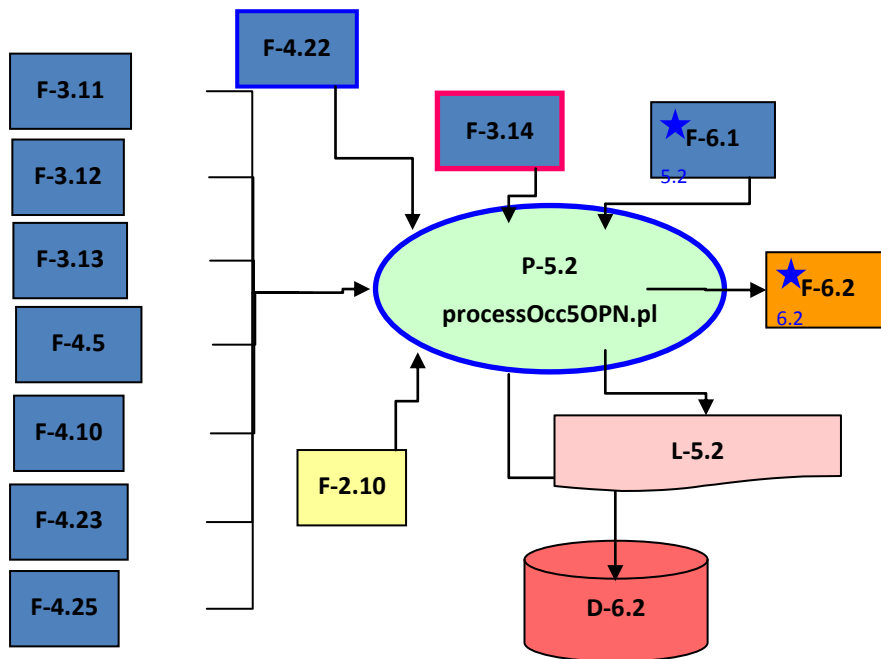 F-4.22
F-3.11
F-3.14
F-6.1
5.2
F-3.12
F-3.13
P-5.2
processOcc5OPN.pl
F-6.2
6.2
F-4.5
F-4.10
L-5.2
F-2.10
F-4.23
F-4.25
D-6.2